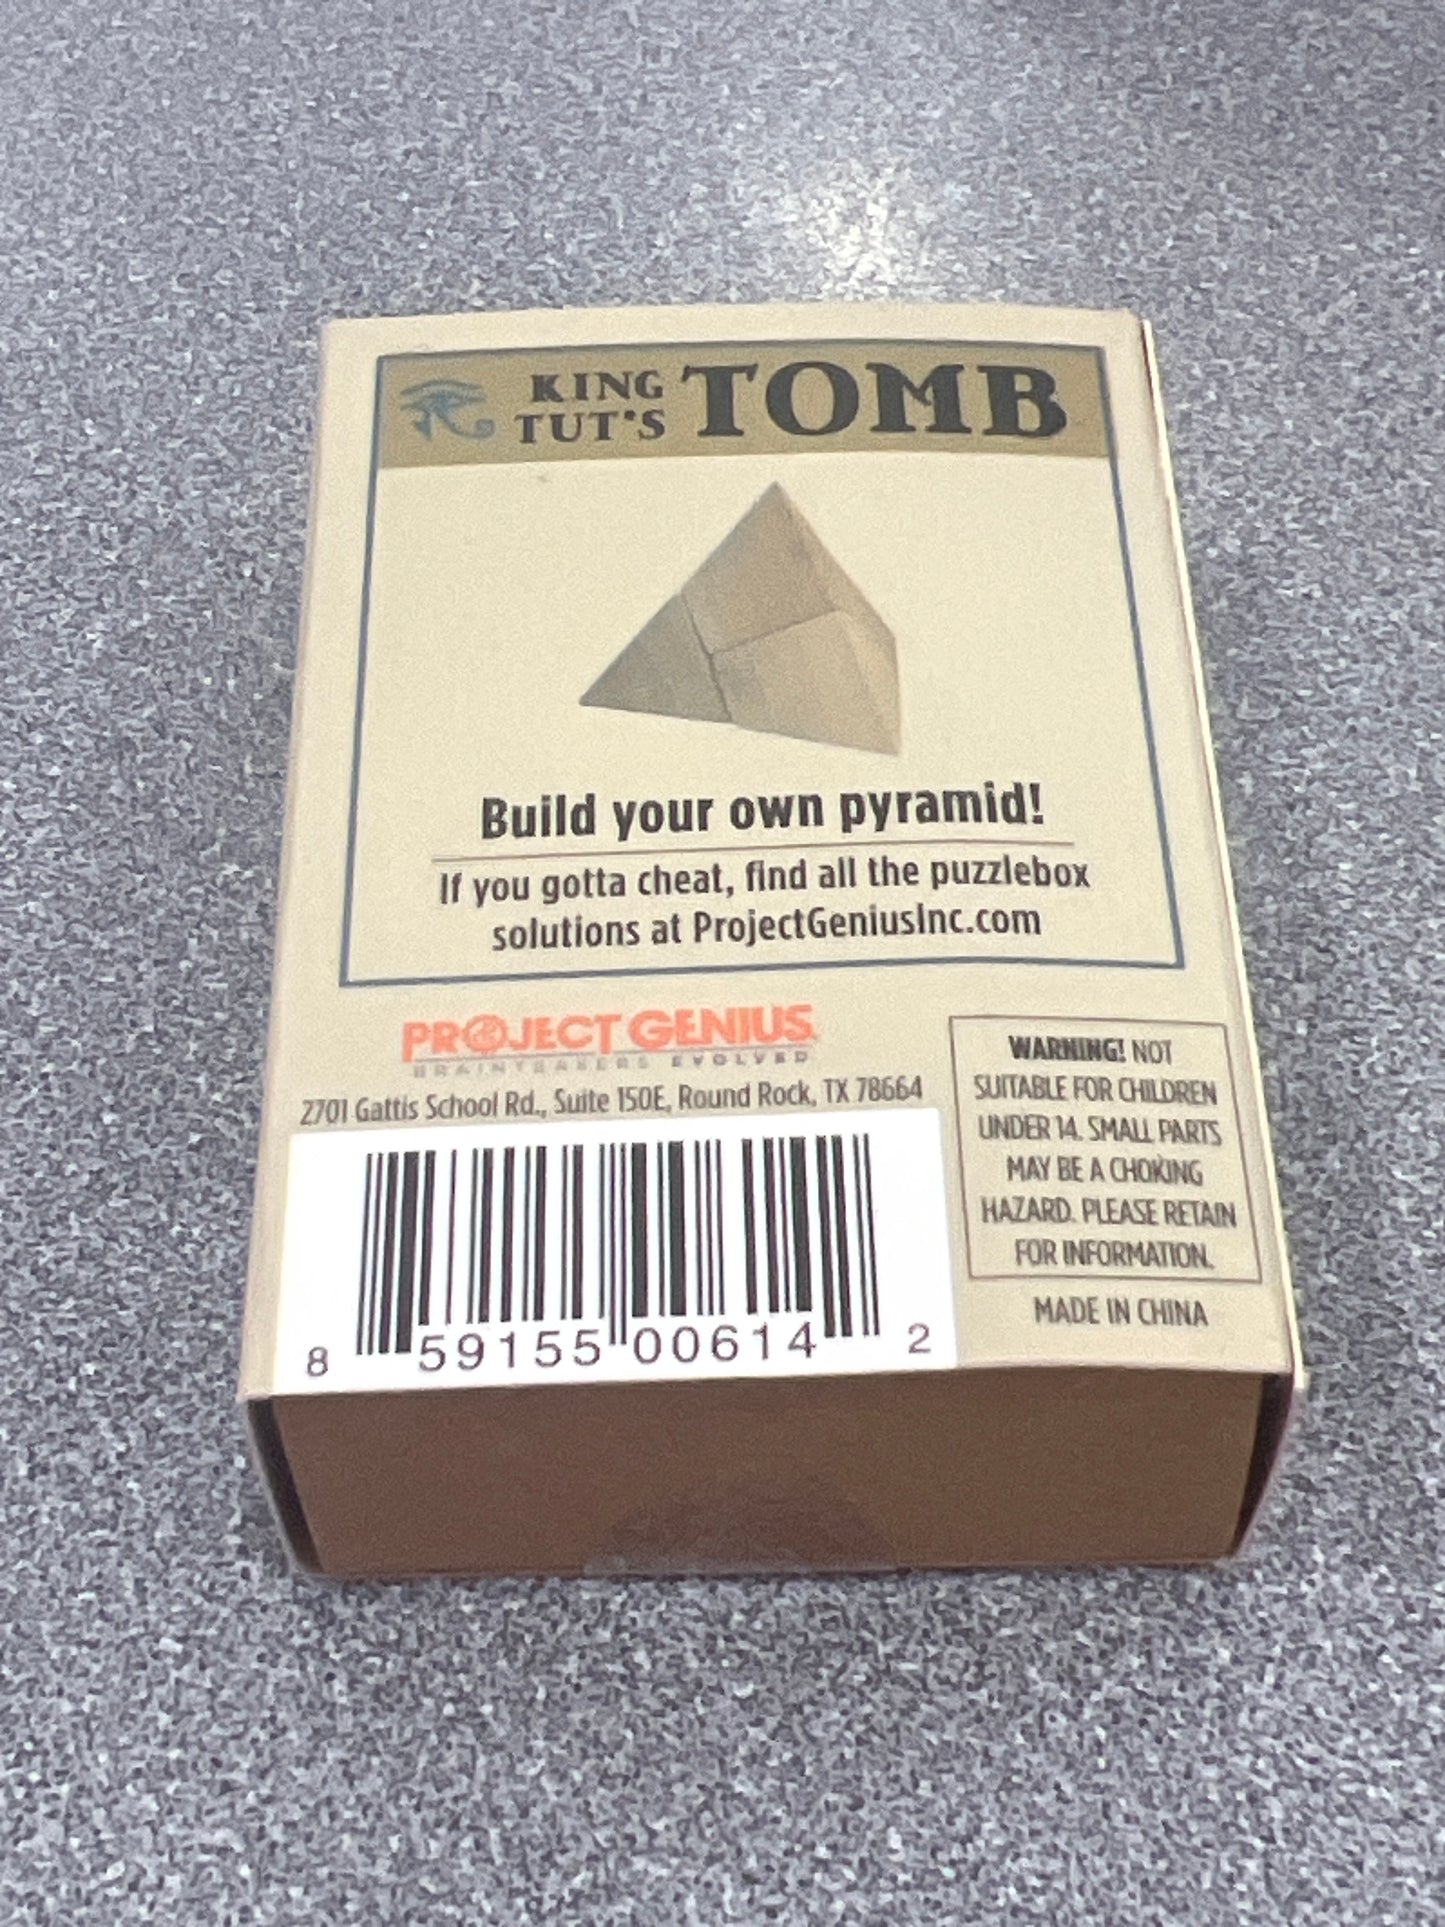 KING
TUT'S TOMB
Build your own pyramid!
If you gotta cheat, find all the puzzlebox
solutions at ProjectGeniusInc.com
PROJECT GENIUS
BRAINTEASERS EVOLVED
2701 Gattis School Rd., Suite 150E, Round Rock, TX 78664
8 59155 00614 2
WARNING! NOT
SUITABLE FOR CHILDREN
UNDER 14. SMALL PARTS
MAY BE A CHOKING
HAZARD. PLEASE RETAIN
FOR INFORMATION.
MADE IN CHINA